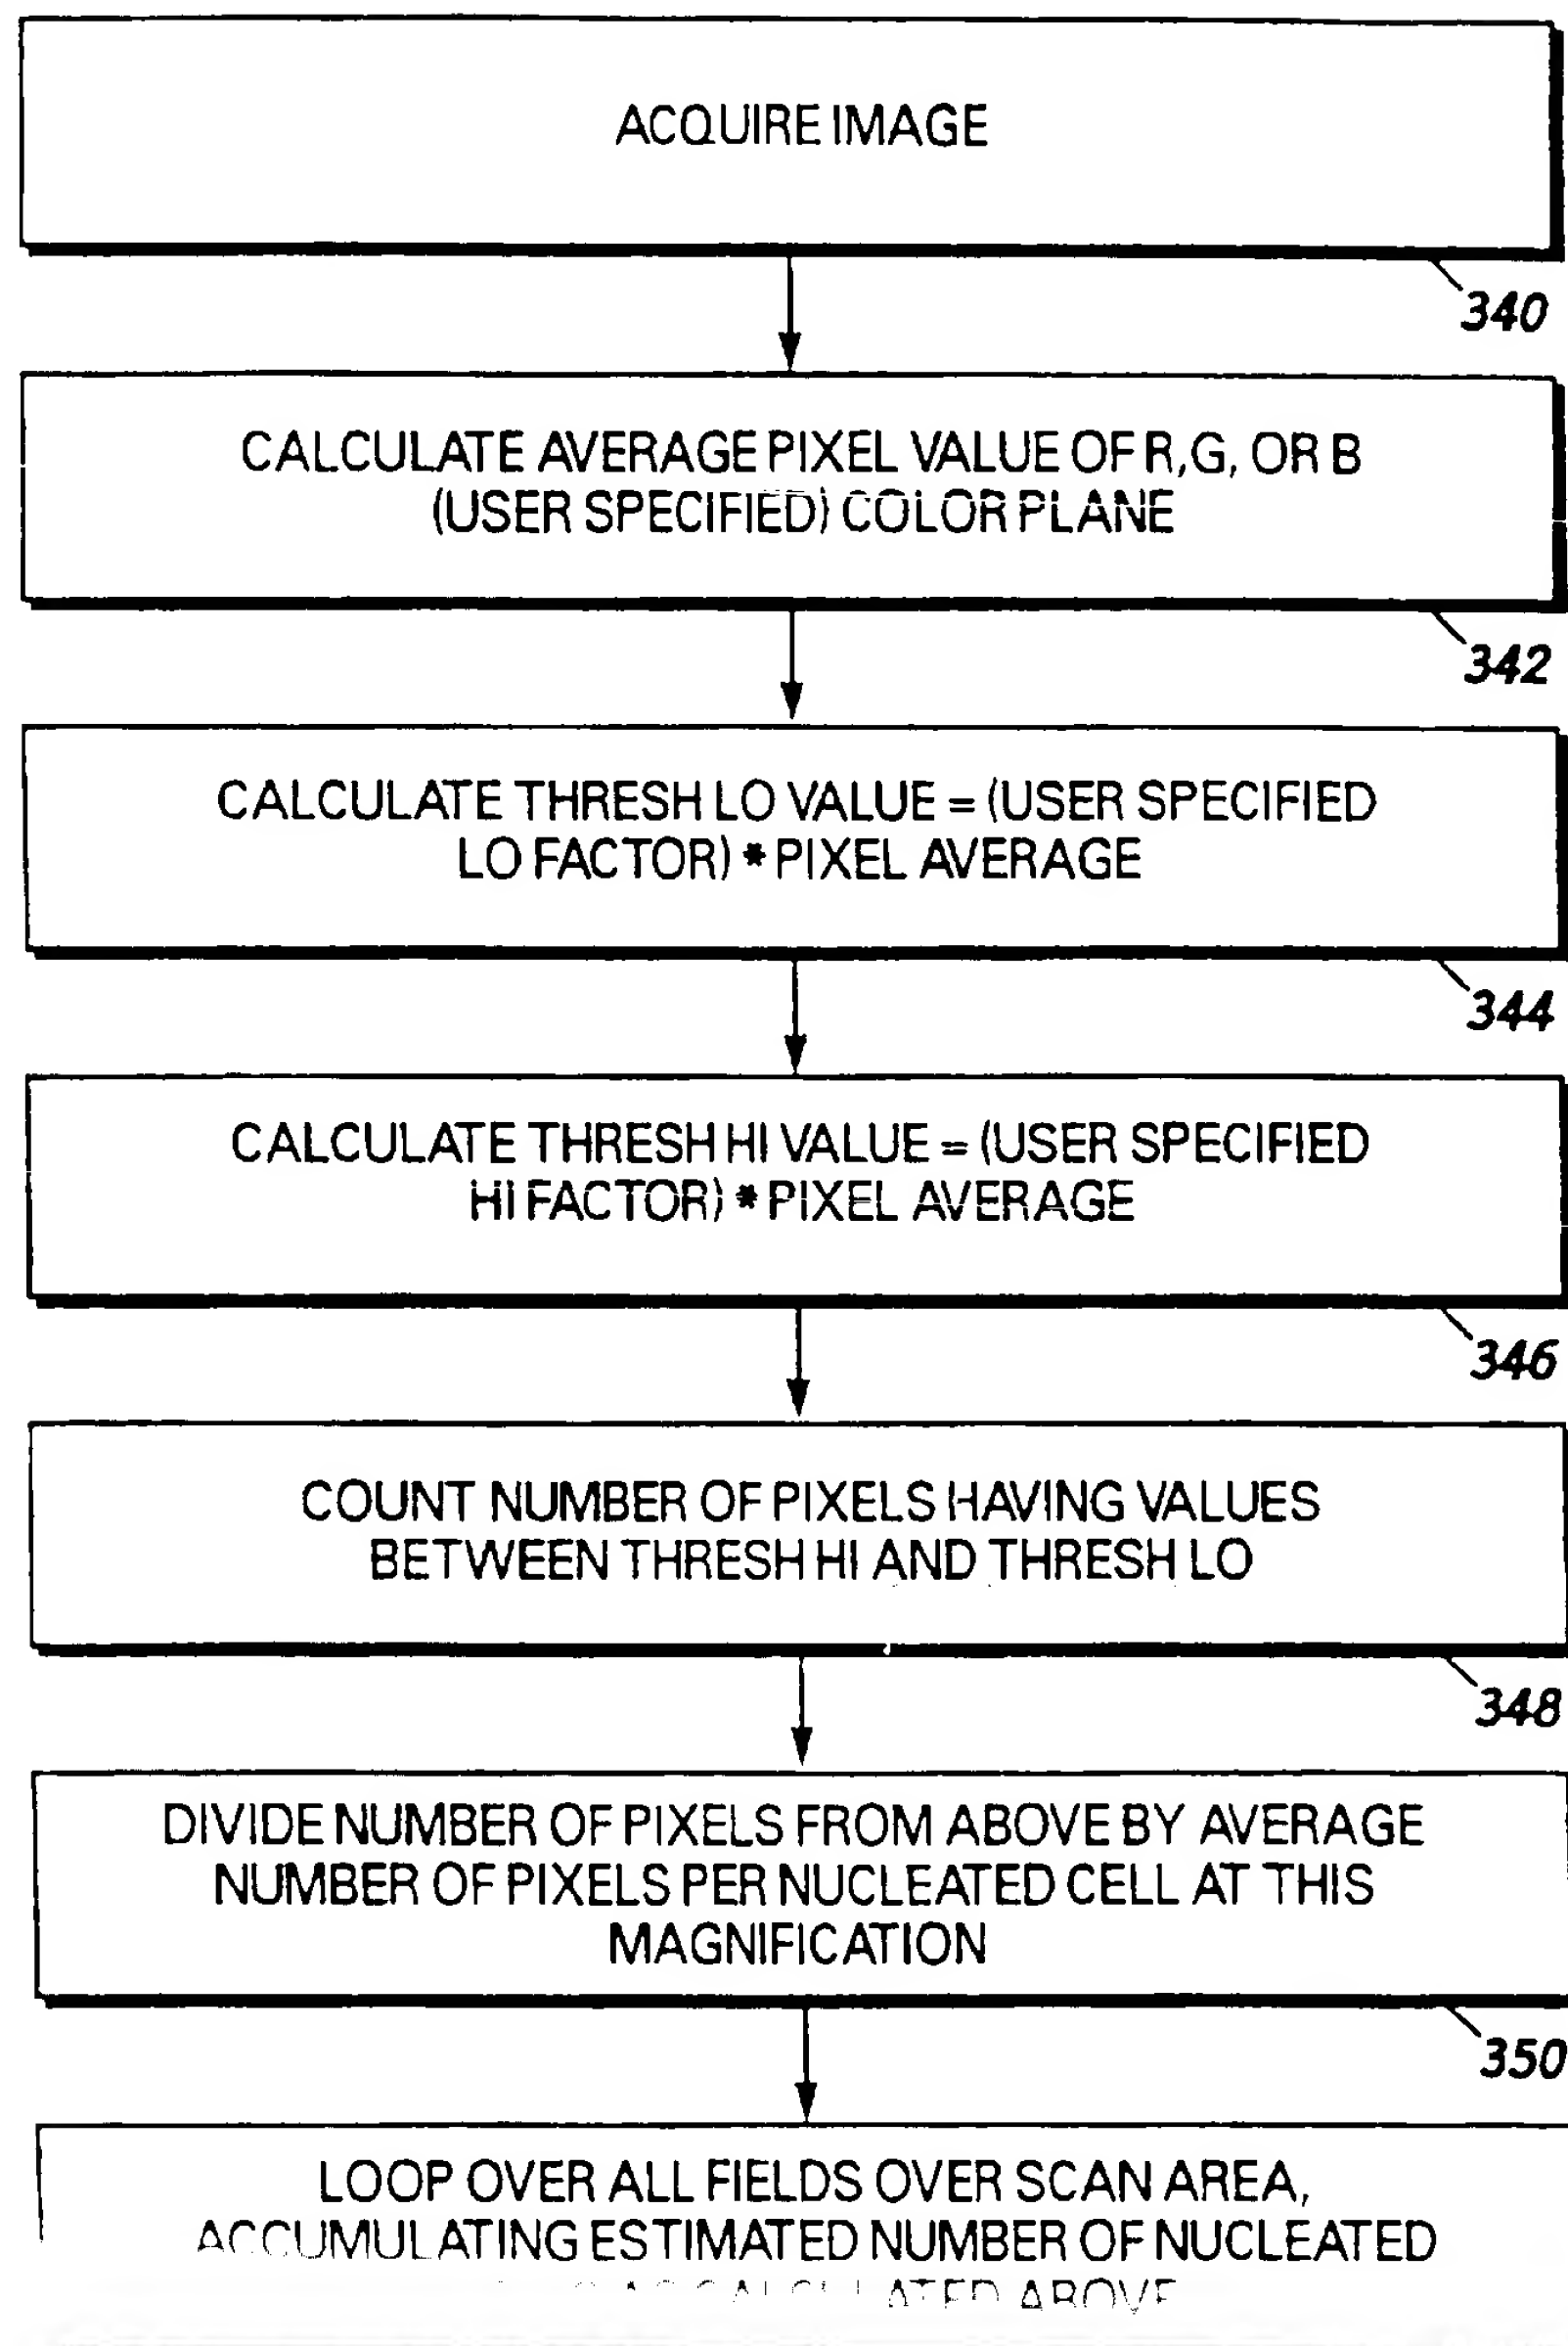 ACQUIRE IMAGE
340
CALCULATE AVERAGE PIXEL VALUE OF R,G, OR B
(USER SPECIFIED) COLOR PLANE
342
CALCULATE THRESH LO VALUE = (USER SPECIFIED
LO FACTOR) * PIXEL AVERAGE
344
CALCULATE THRESH HI VALUE = (USER SPECIFIED
HI FACTOR) * PIXEL AVERAGE
346
COUNT NUMBER OF PIXELS HAVING VALUES
BETWEEN THRESH HI AND THRESH LO
348
DIVIDE NUMBER OF PIXELS FROM ABOVE BY AVERAGE
NUMBER OF PIXELS PER NUCLEATED CELL AT THIS
MAGNIFICATION
350
LOOP OVER ALL FIELDS OVER SCAN AREA,
ACCUMULATING ESTIMATED NUMBER OF NUCLEATED
AS CALCULATED ABOVE